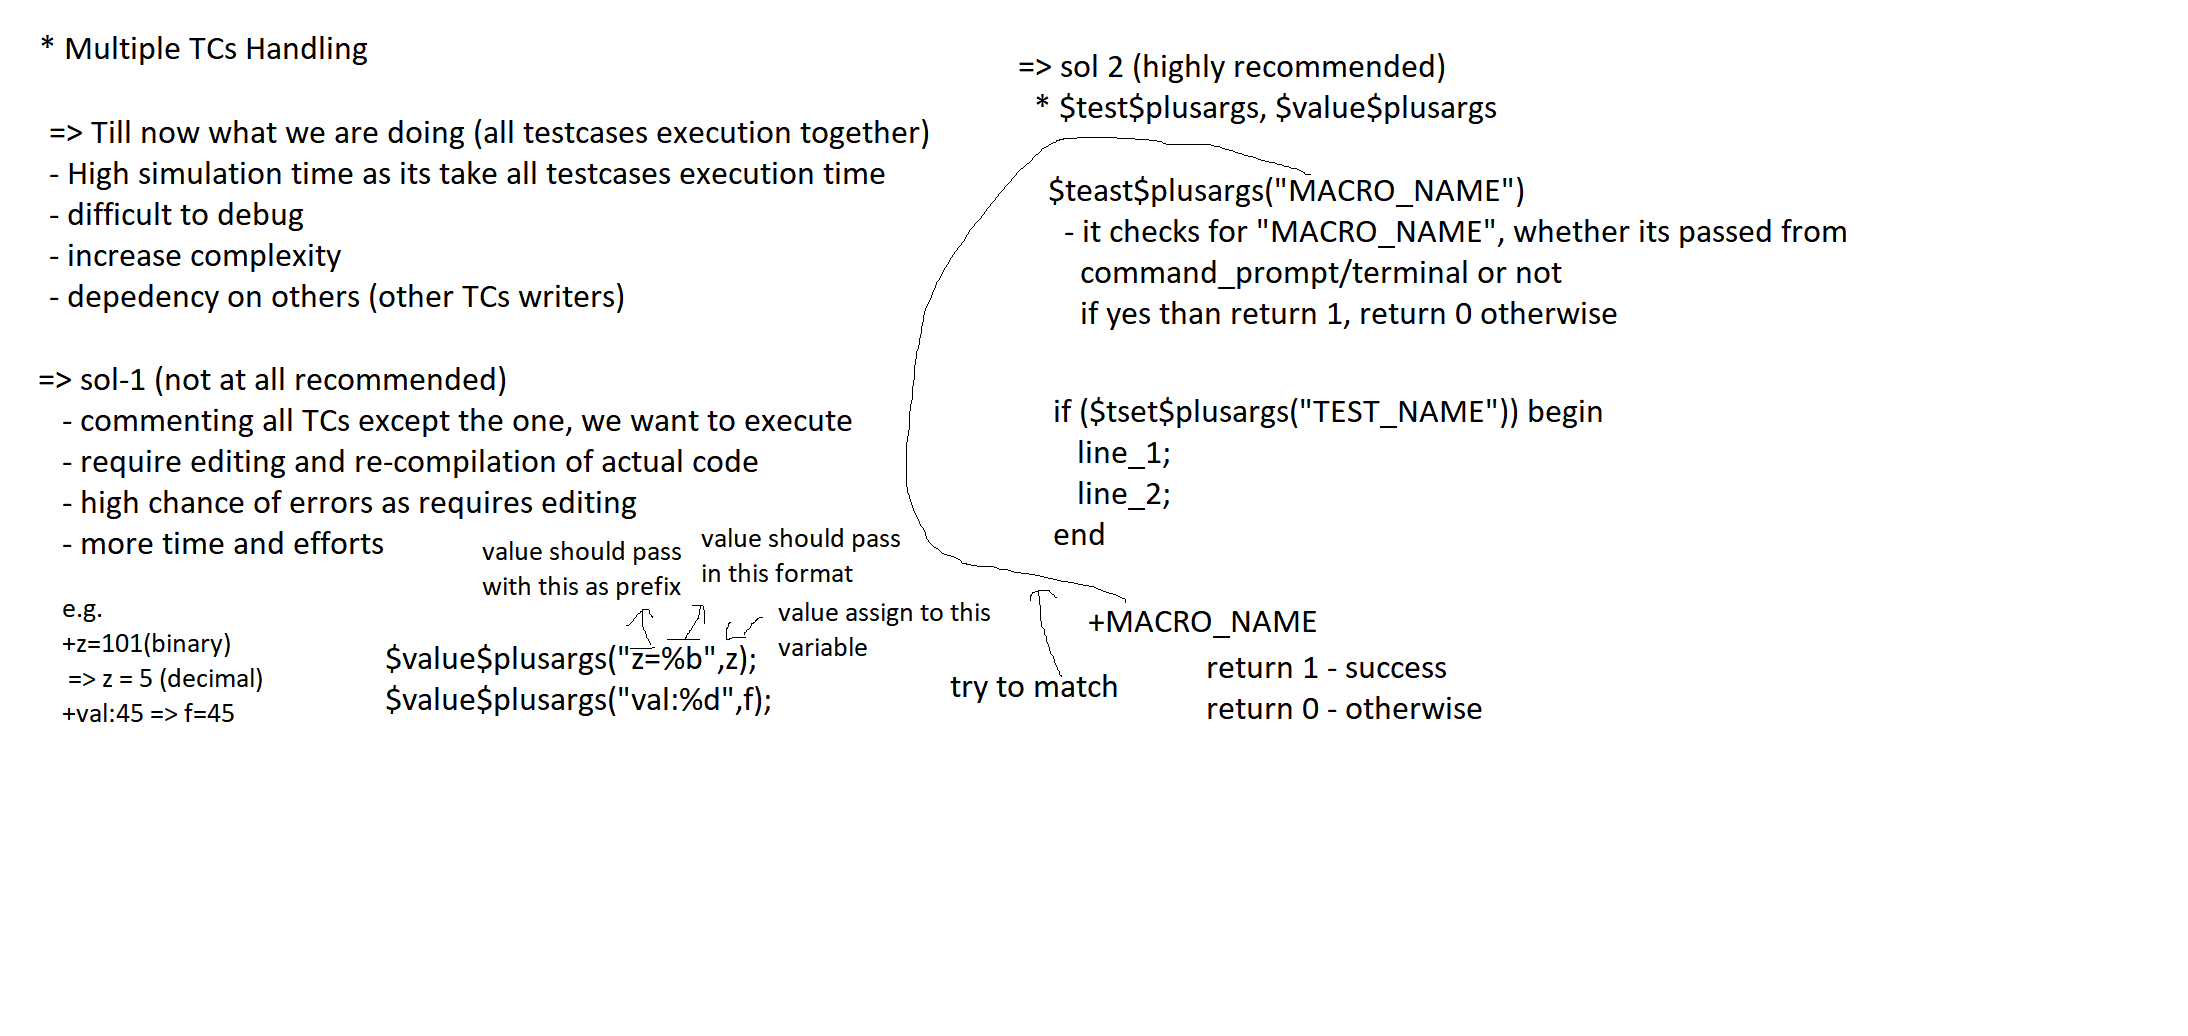 * Multiple TCs Handling
=> Till now what we are doing (all testcases execution together)
- High simulation time as its take all testcases execution time
- difficult to debug
- increase complexity
- depedency on others (other TCs writers)
=> sol-1 (not at all recommended)
- commenting all TCs except the one, we want to execute
- require editing and re-compilation of actual code
- high chance of errors as requires editing
- more time and efforts
value should pass
with this as prefix
value should pass
in this format
value assign to this
variable
e.g.
+z=101(binary)
=> z = 5 (decimal)
+val:45 => f=45
$value$plusargs("z=%b",z);
$value$plusargs("val:%d",f);
=> sol 2 (highly recommended)
* $test$plusargs, $value$plusargs
$teast$plusargs("MACRO_NAME")
- it checks for "MACRO_NAME", whether its passed from
command_prompt/terminal or not
if yes than return 1, return 0 otherwise
if ($tset$plusargs("TEST_NAME")) begin
line_1;
line_2;
end
+MACRO_NAME
try to match
return 1 - success
return 0 - otherwise